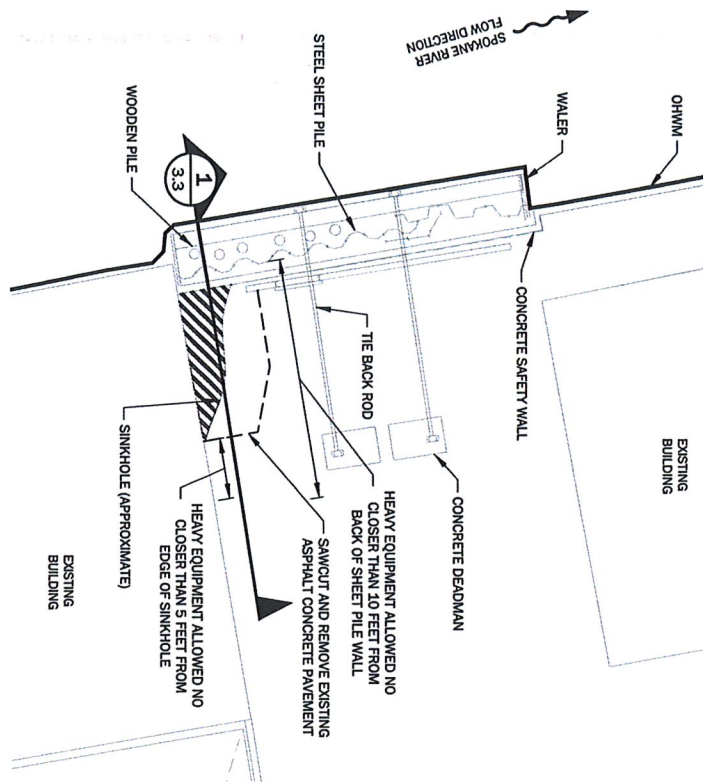 SPOKANE RIVER
FLOW DIRECTION
OHWM
WALER
STEEL SHEET PILE
WOODEN PILE
1
3.3
CONCRETE SAFETY WALL
EXISTING
BUILDING
TIE BACK ROD
CONCRETE DEADMAN
HEAVY EQUIPMENT ALLOWED NO
CLOSER THAN 10 FEET FROM
BACK OF SHEET PILE WALL
SAWCUT AND REMOVE EXISTING
ASPHALT CONCRETE PAVEMENT
HEAVY EQUIPMENT ALLOWED NO
CLOSER THAN 5 FEET FROM
EDGE OF SINKHOLE
SINKHOLE (APPROXIMATE)
EXISTING
BUILDING